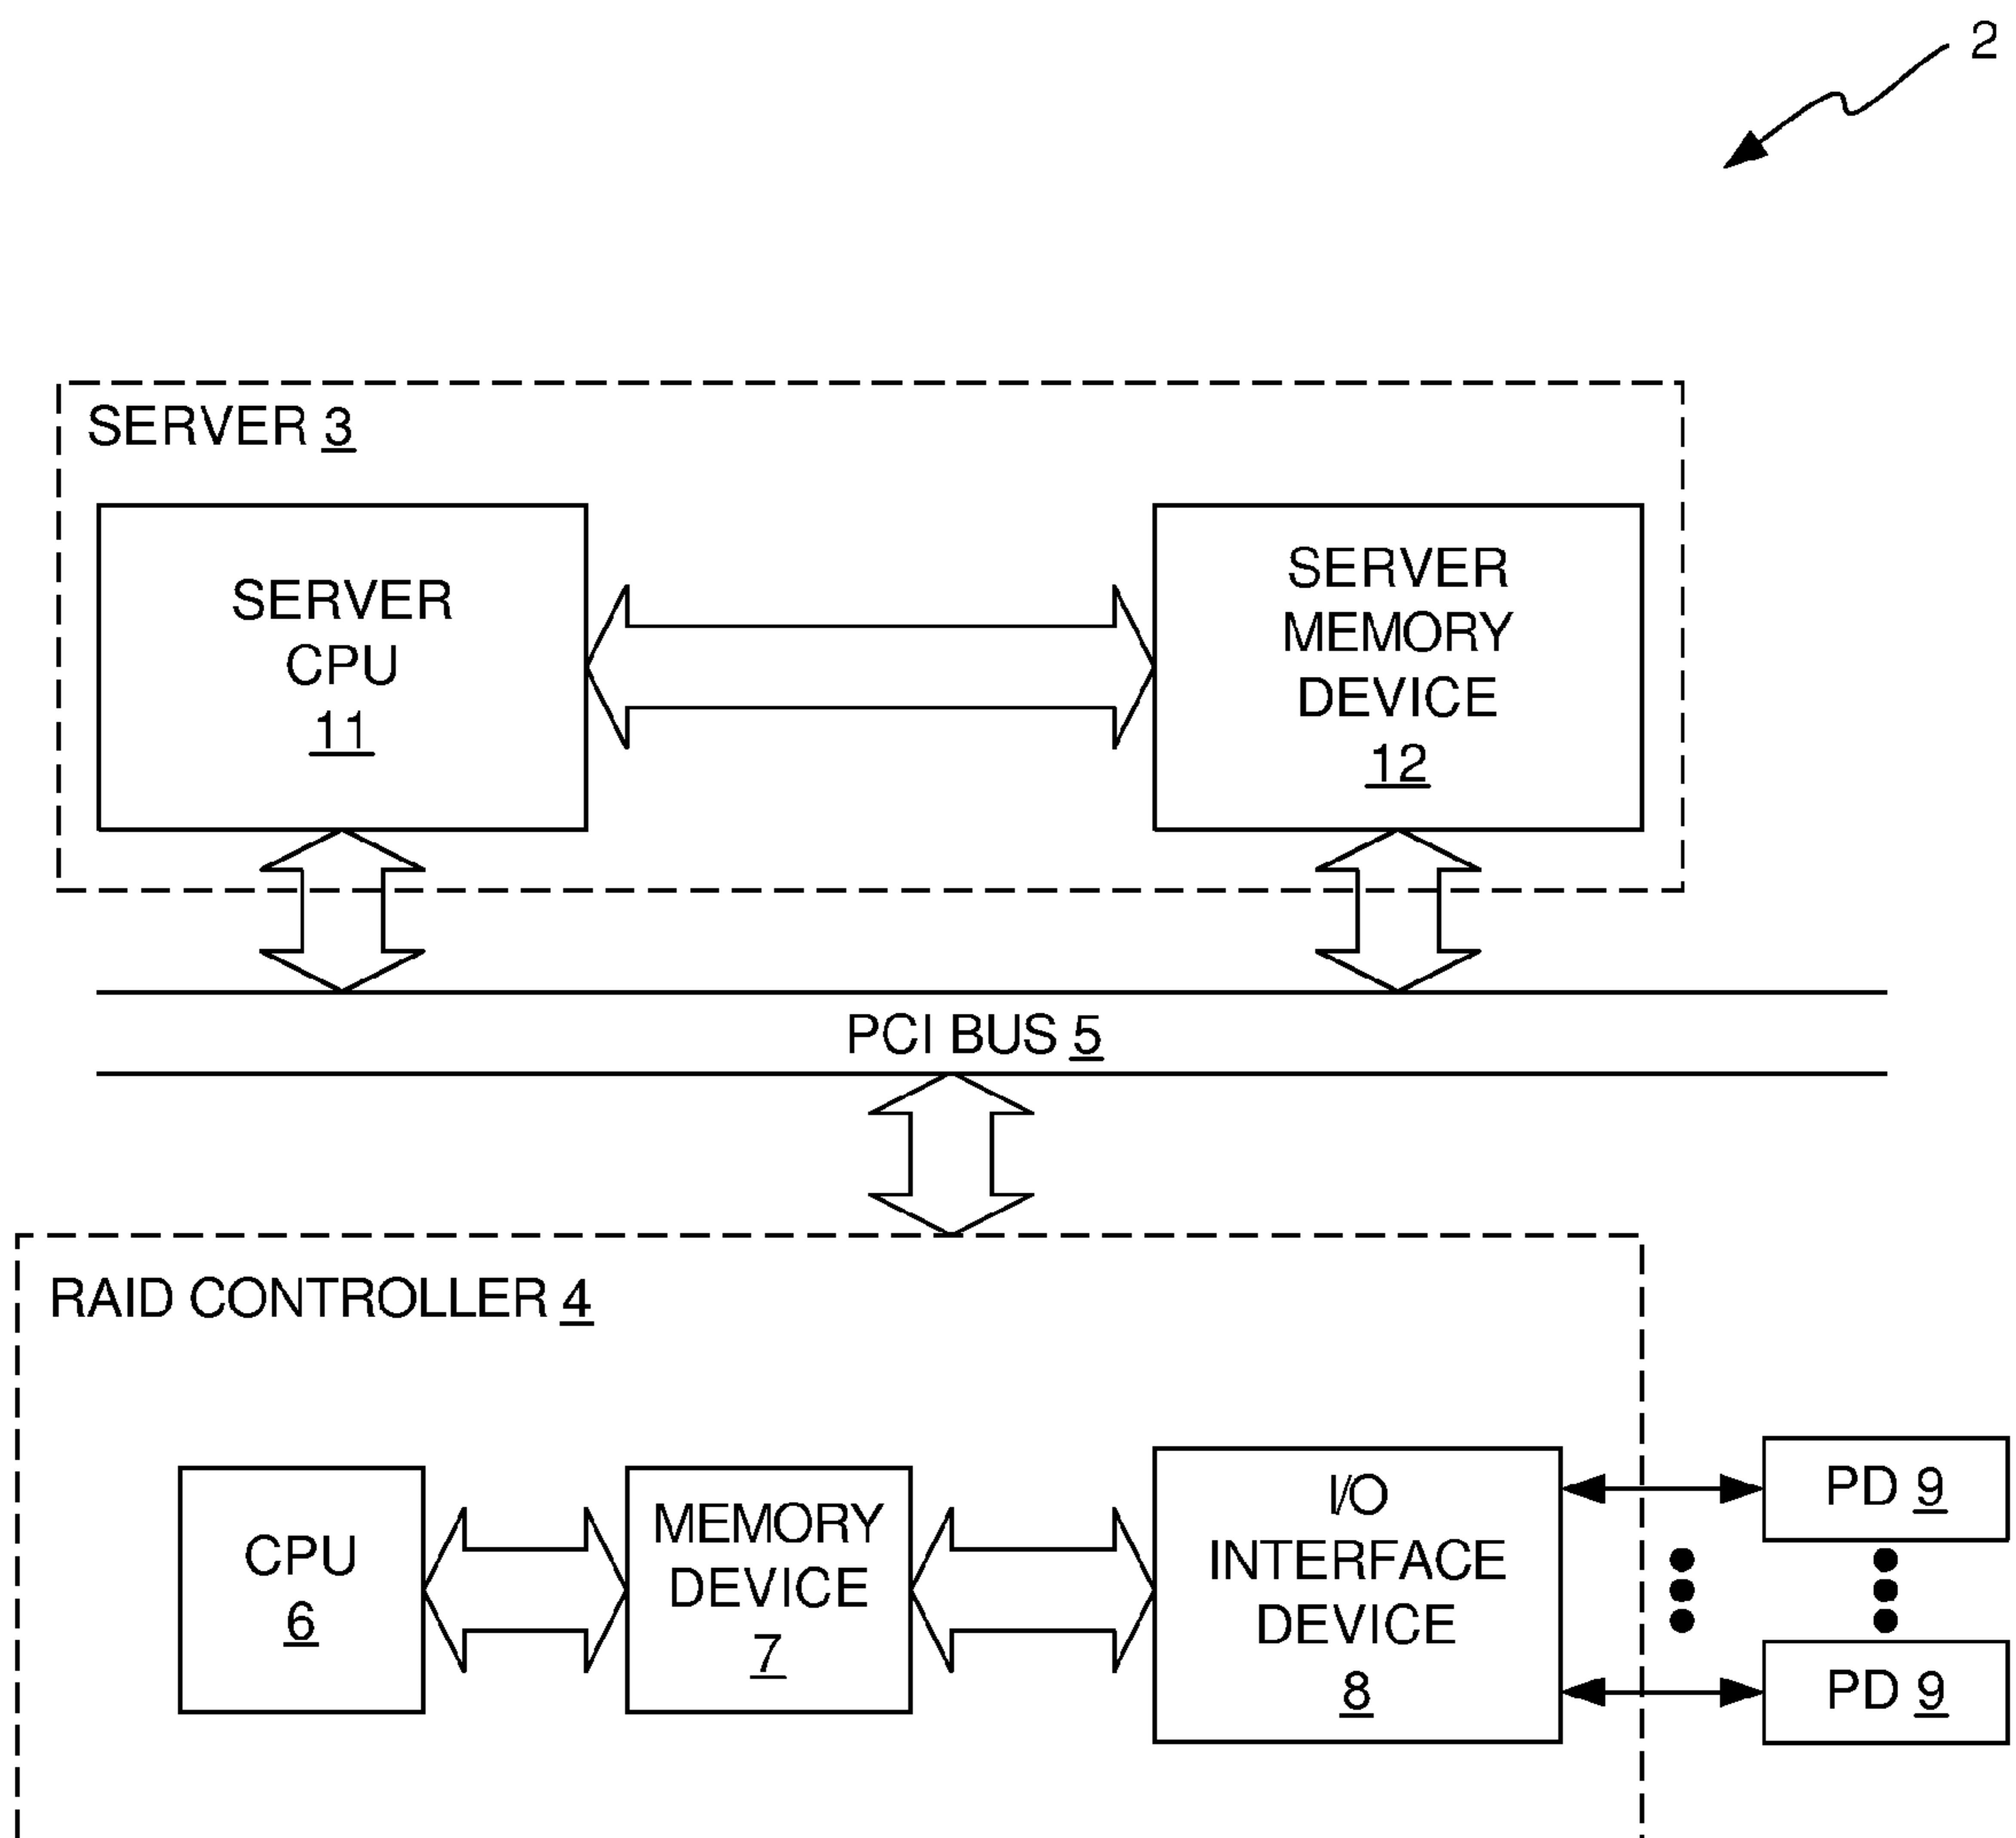 2
SERVER 3
SERVER
CPU
11
SERVER
MEMORY
DEVICE
12
PCI BUS 5
RAID CONTROLLER 4
CPU
6
MEMORY
DEVICE
7
I/O
INTERFACE
DEVICE
8
PD 9
PD 9